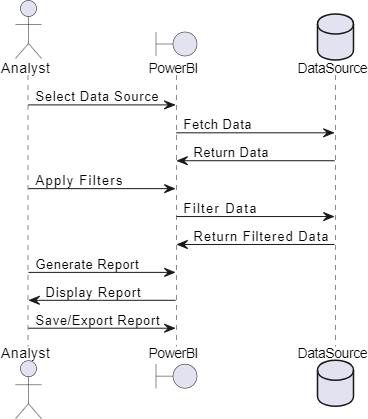 Analyst PowerBI DataSource
Select Data Source
Fetch Data
Return Data
Apply Filters
Filter Data
Return Filtered Data
Generate Report
Display Report
Save/Export Report
Analyst PowerBI DataSource